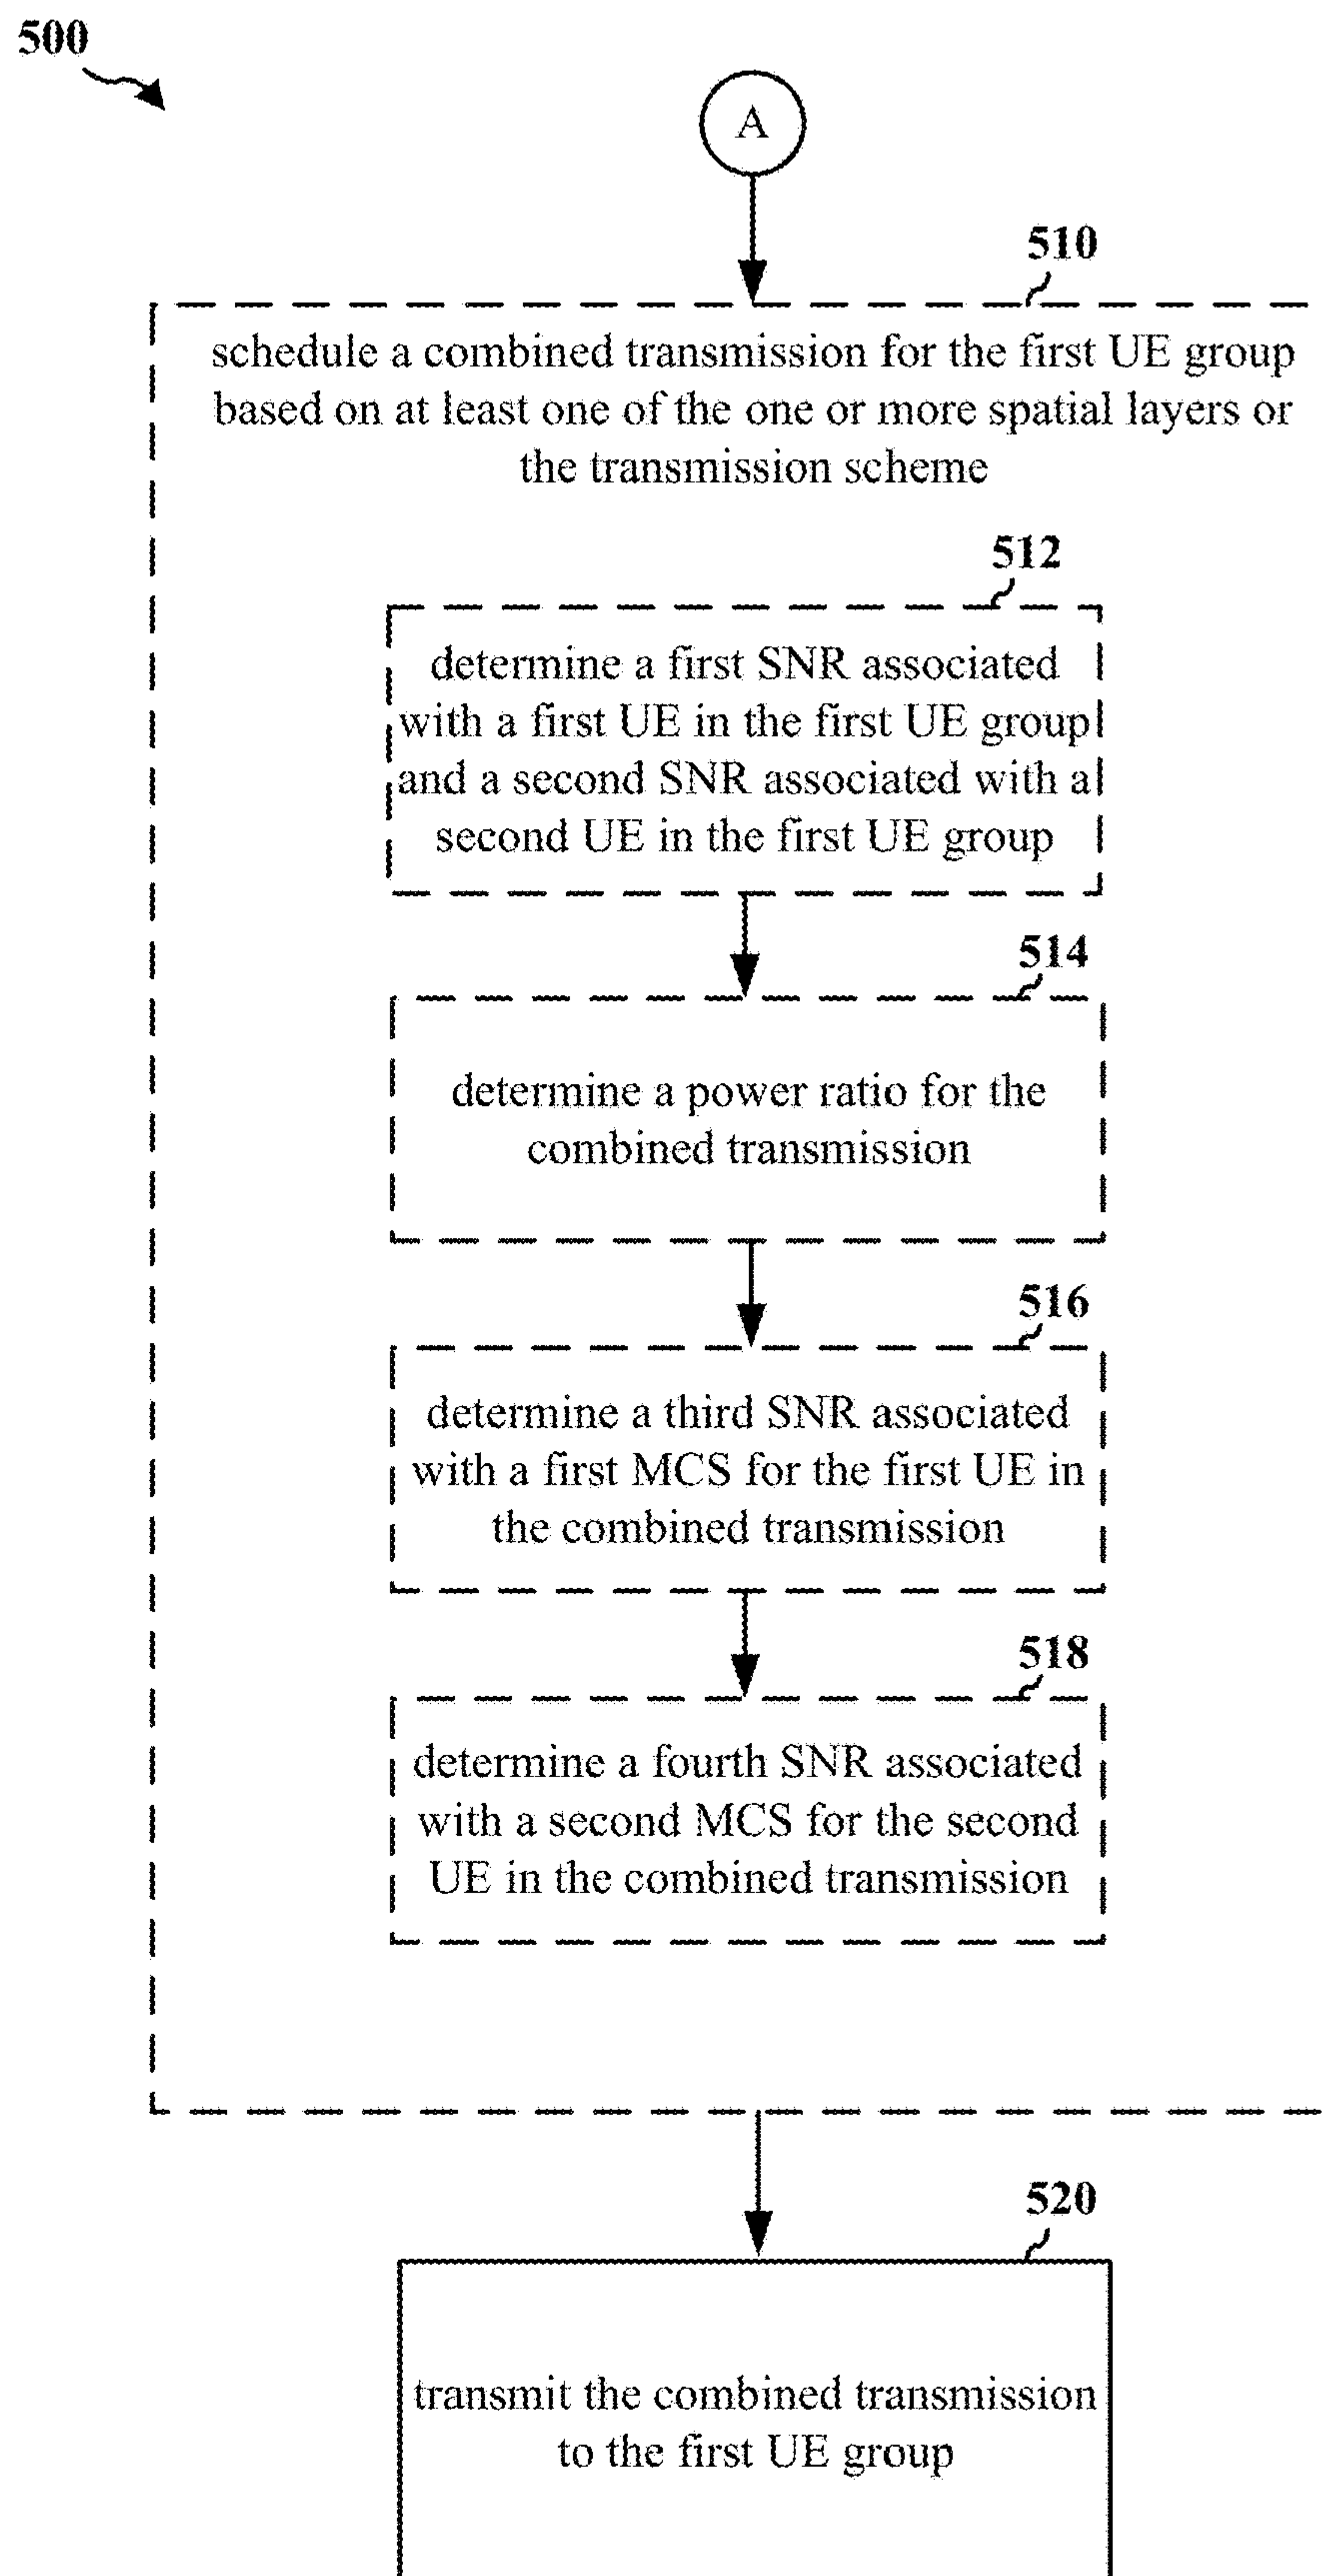 500
A
510
schedule a combined transmission for the first UE group
based on at least one of the one or more spatial layers or
the transmission scheme
512
determine a first SNR associated
with a first UE in the first UE group
and a second SNR associated with a
second UE in the first UE group
514
determine a power ratio for the
combined transmission
516
determine a third SNR associated
with a first MCS for the first UE in
the combined transmission
518
determine a fourth SNR associated
with a second MCS for the second
UE in the combined transmission
520
transmit the combined transmission
to the first UE group